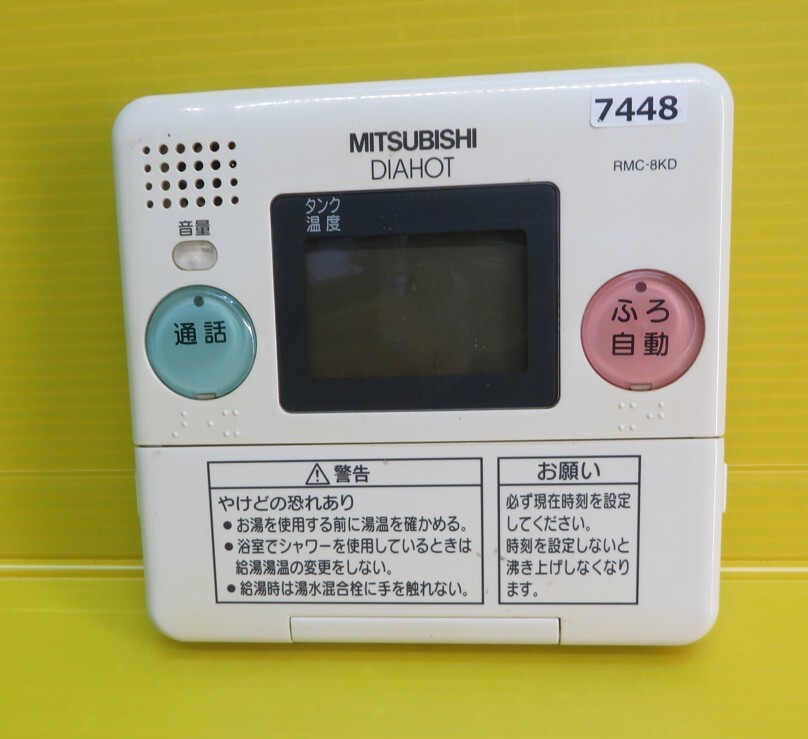 7448
MITSUBISHI
DIAHOT
RMC-8KD
タンク
温度
音量
通話
ふろ
自動
警告
やけどの恐れあり
●お湯を使用する前に湯温を確かめる。
●浴室でシャワーを使用しているときは
給湯湯温の変更をしない。
●給湯時は湯水混合栓に手を触れない。
お願い
必ず現在時刻を設定
してください。
時刻を設定しないと
沸き上げしなくなり
ます。